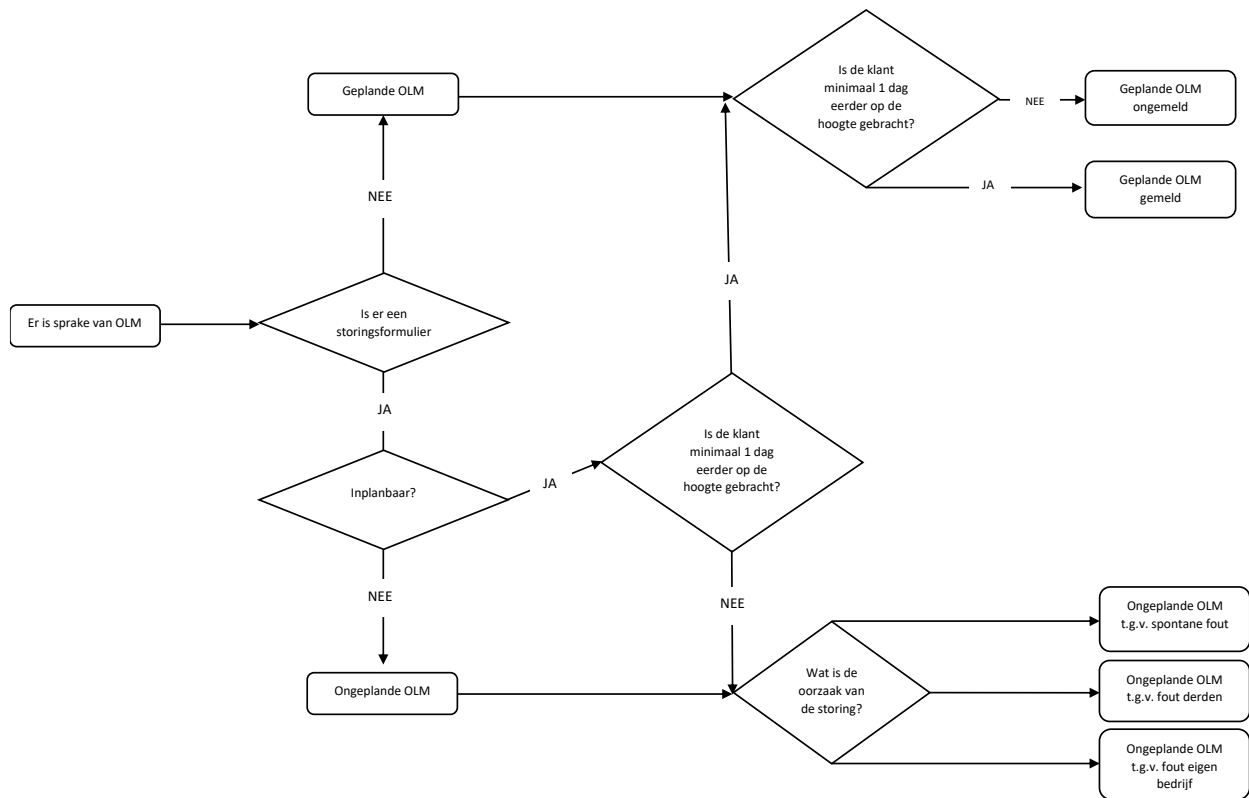 Is de klant
minimaal 1 dag
eerder op de
hoogte gebracht?
Geplande OLM
NEE
Geplande OLM
ongemeld
JA
Geplande OLM
gemeld
NEE
JA
Er is sprake van OLM
Is er een
storingsformulier
JA
Is de klant
minimaal 1 dag
eerder op de
hoogte gebracht?
Inplanbaar?
JA
NEE
NEE
Ongeplande OLM
t.g.v. spontane fout
Ongeplande OLM
Wat is de
oorzaak van
de storing?
Ongeplande OLM
t.g.v. fout derden
Ongeplande OLM
t.g.v. fout eigen
bedrijf